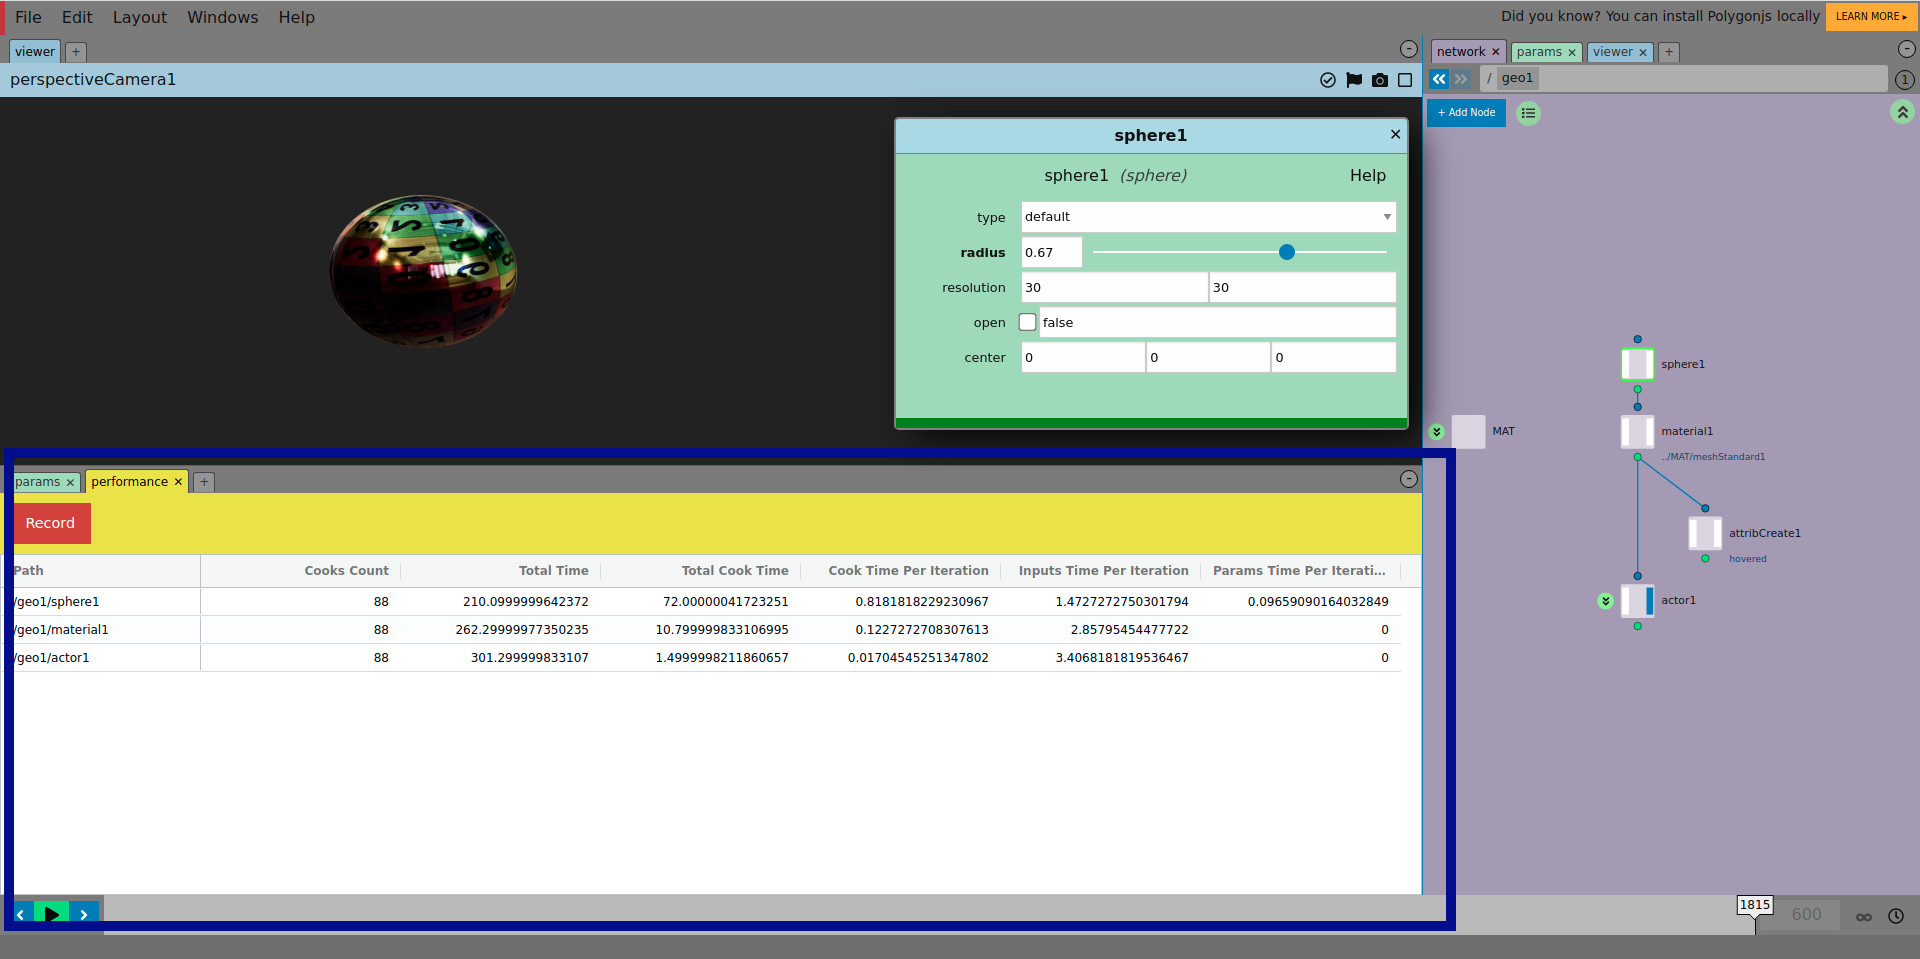 File Edit Layout Windows Help
Did you know? You can install Polygonjs locally LEARN MORE ▸
viewer × +
perspectiveCamera1
sphere1 ×
sphere1 (sphere) Help
type default
radius 0.67
resolution 30 30
open false
center 0 0 0
network × params × viewer × +
/ geo1 1
+ Add Node
sphere1
MAT
material1
../MAT/meshStandard1
attribCreate1
hovered
actor1
params × performance × +
Record
Path Cooks Count Total Time Total Cook Time Cook Time Per Iteration Inputs Time Per Iteration Params Time Per Iterati...
/geo1/sphere1 88 210.0999999642372 72.00000041723251 0.8181818229230967 1.4727272750301794 0.09659090164032849
/geo1/material1 88 262.29999977350235 10.799999833106995 0.1227272708307613 2.85795454477722 0
/geo1/actor1 88 301.299999833107 1.4999998211860657 0.01704545251347802 3.4068181819536467 0
1815 600